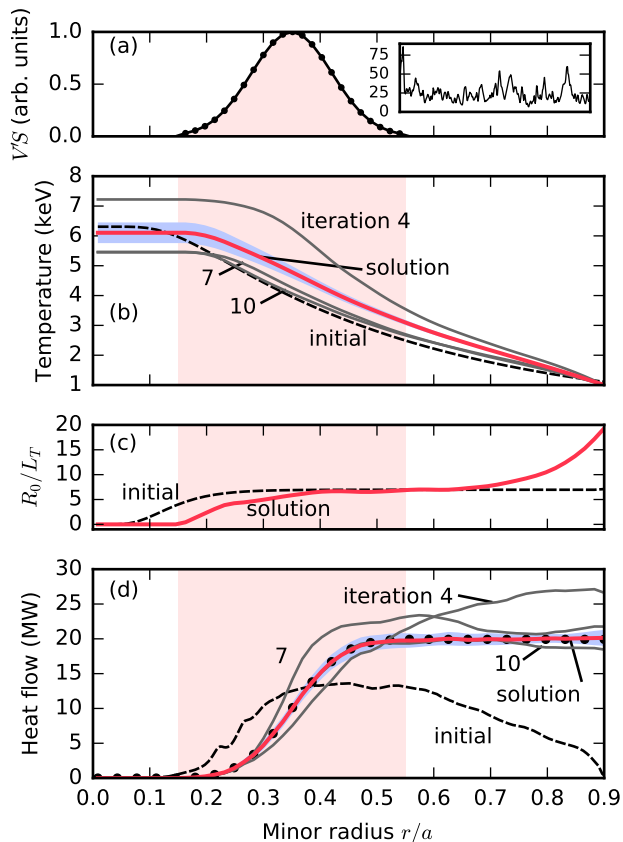 (a)
V'S (arb. units)
1.0
0.5
0.0
75
50
25
0
(b)
Temperature (keV)
8
7
6
5
4
3
2
1
iteration 4
solution
7
10
initial
(c)
R₀/L_T
20
15
10
5
0
initial
solution
(d)
Heat flow (MW)
30
25
20
15
10
5
0
iteration 4
7
10
solution
initial
0.0 0.1 0.2 0.3 0.4 0.5 0.6 0.7 0.8 0.9
Minor radius r/a